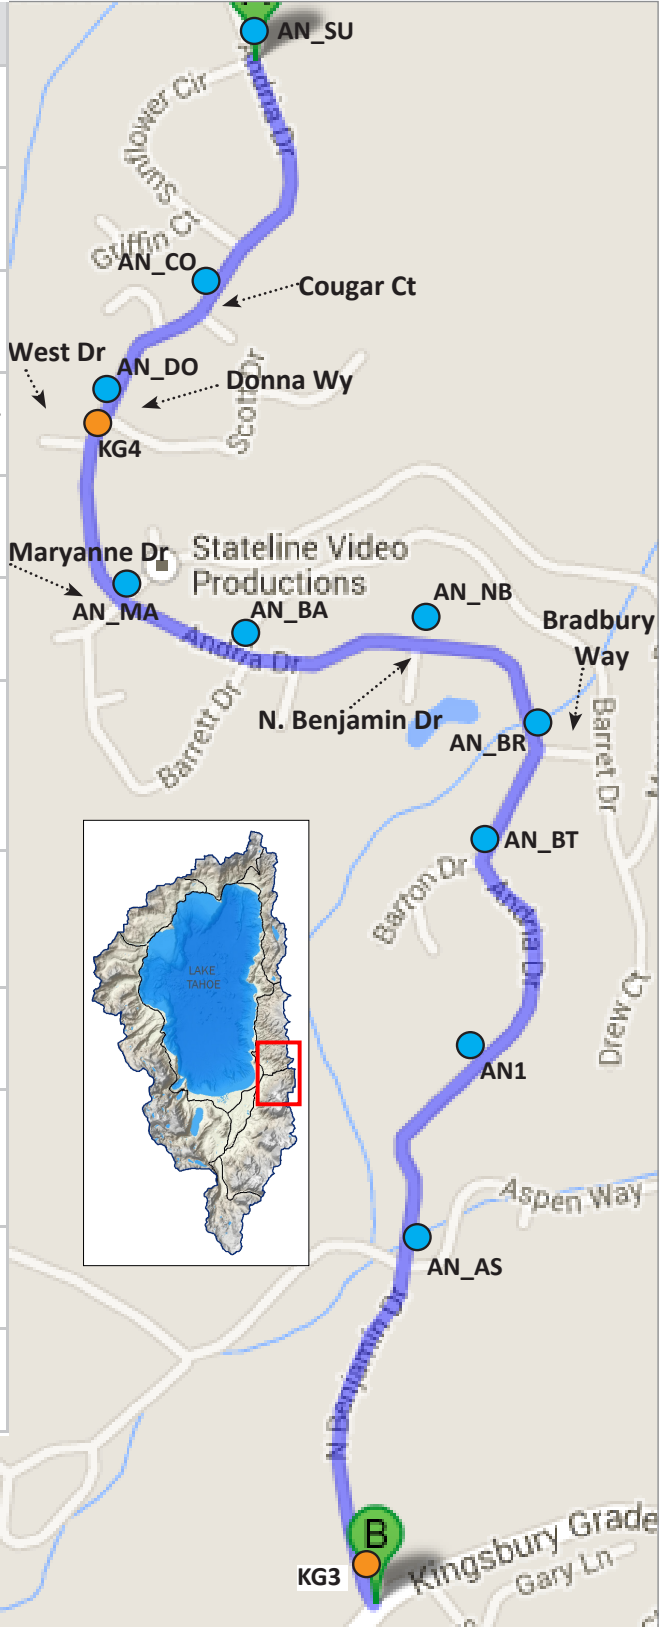 AN_SU
Andria Dr
Sunflower Cir
Griffin Ct
AN_CO
Cougar Ct
West Dr
AN_DO
Donna Wy
Scott Dr
KG4
Maryanne Dr
Stateline Video
Productions
AN_MA
AN_BA
AN_NB
Bradbury
Way
Andria Dr
N. Benjamin Dr
Barrett Dr
AN_BR
Barret Dr
AN_BT
Barton Dr
Andria Dr
LAKE
TAHOE
Drew Ct
AN1
Aspen Way
AN_AS
N Benjamin Dr
B
KG3
Kingsbury Grade
Gary Ln